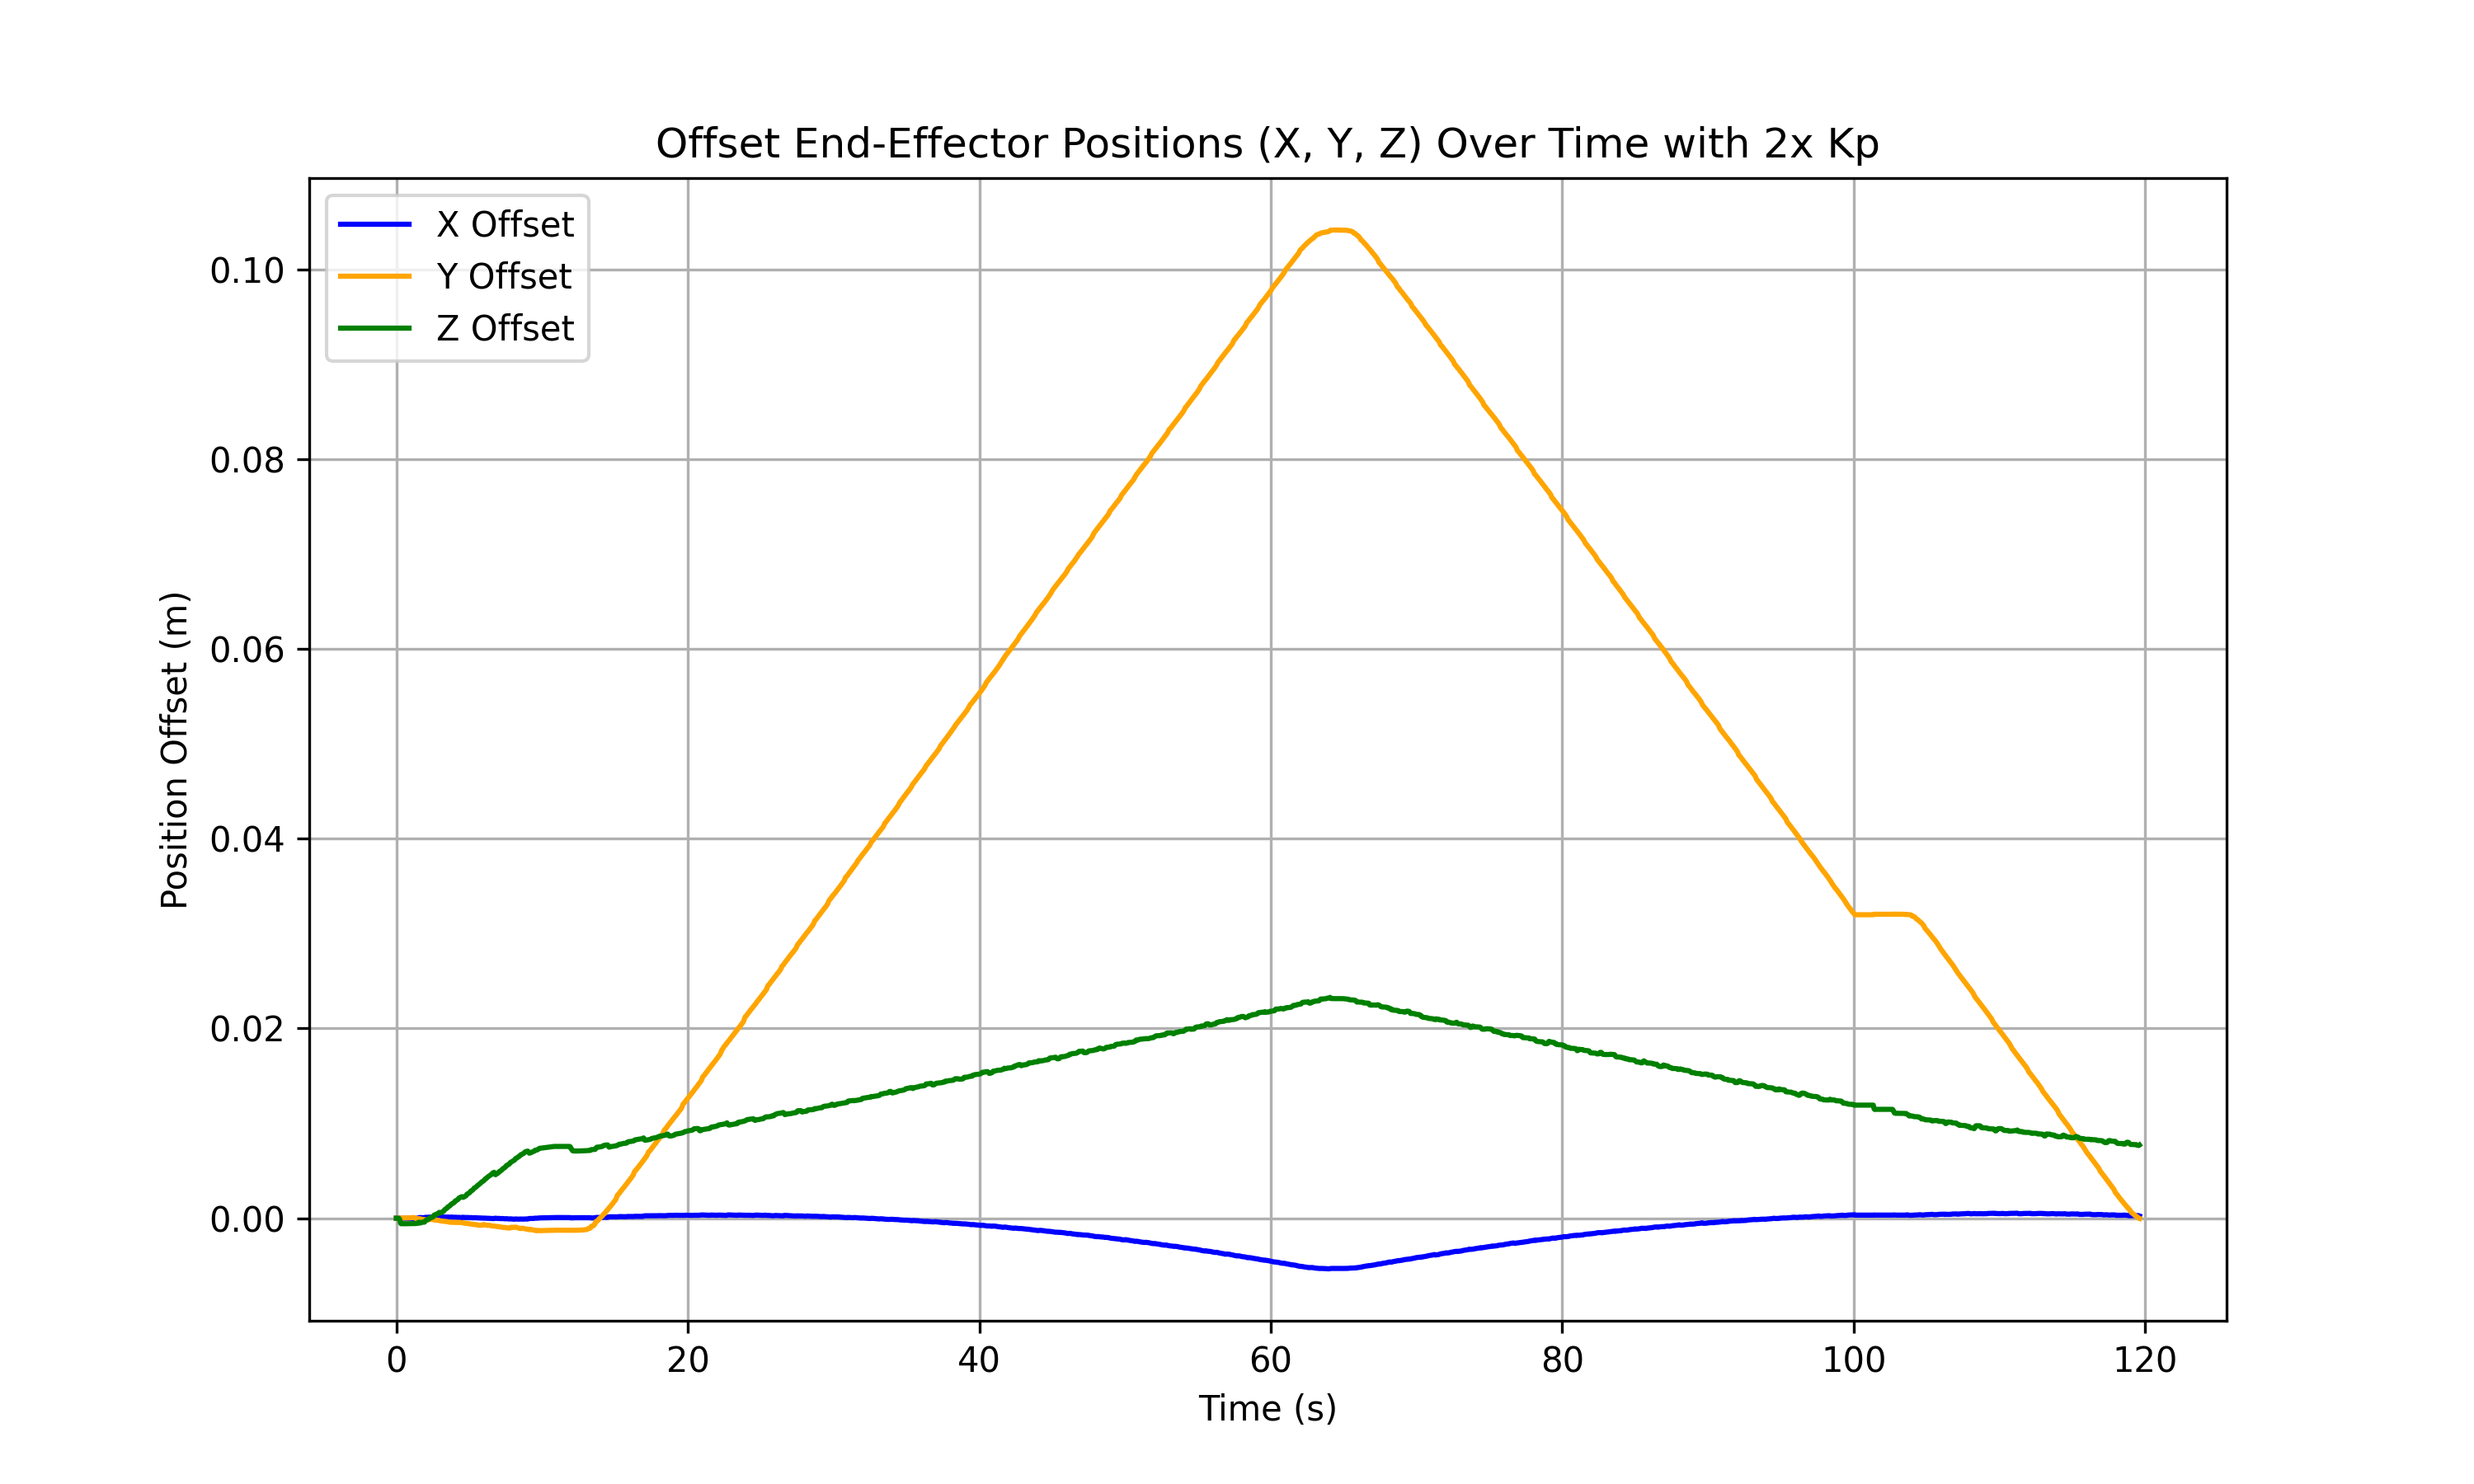 Offset End-Effector Positions (X, Y, Z) Over Time with 2x Kp
X Offset
Y Offset
Z Offset
0.10
0.08
0.06
0.04
0.02
0.00
Position Offset (m)
0 20 40 60 80 100 120
Time (s)